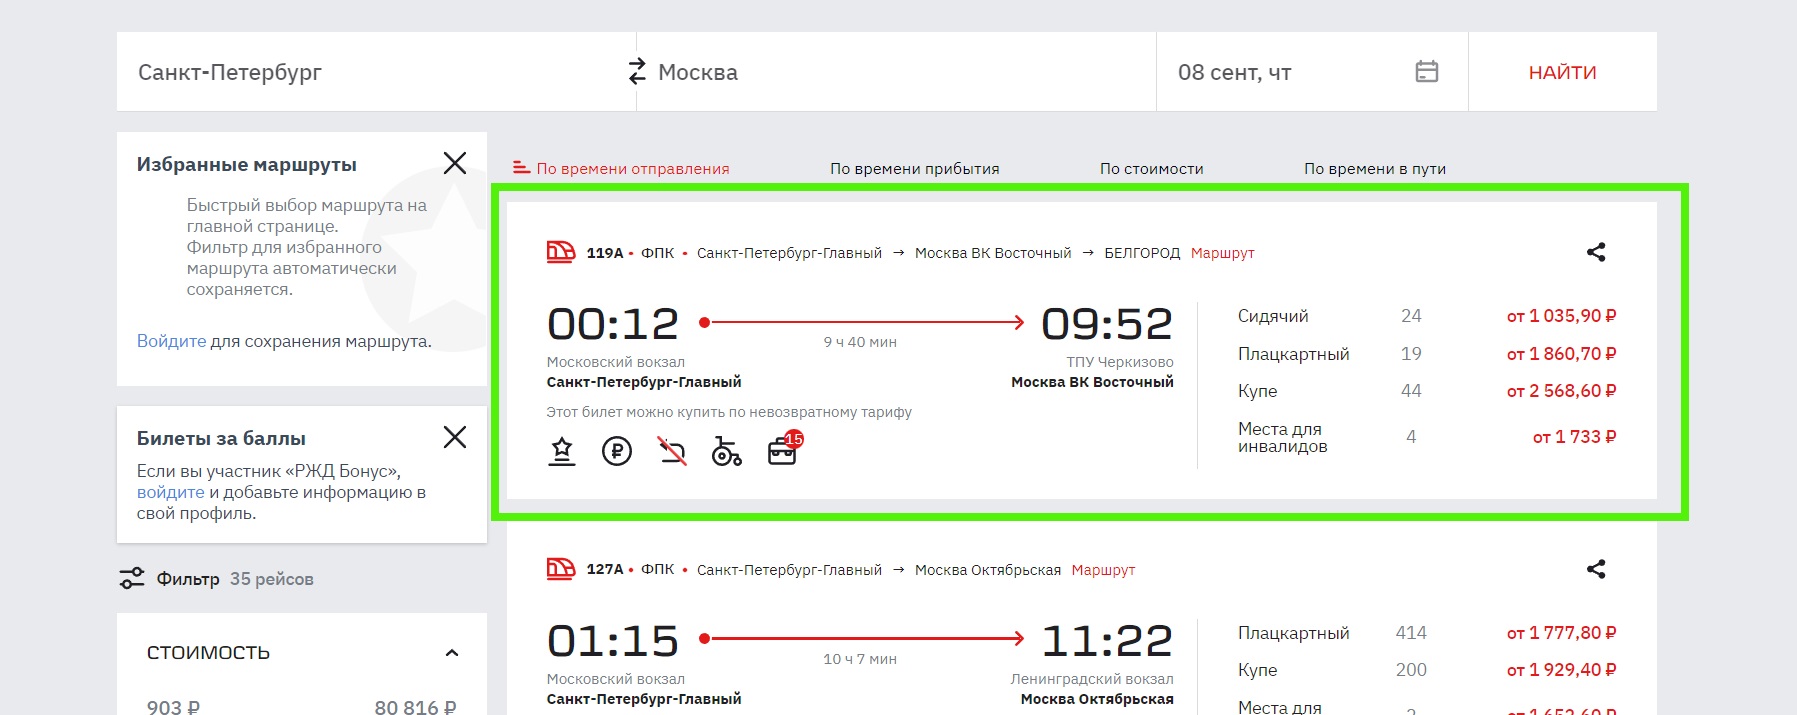 Санкт-Петербург
Москва
08 сент, чт
НАЙТИ
Избранные маршруты
Быстрый выбор маршрута на
главной странице.
Фильтр для избранного
маршрута автоматически
сохраняется.
Войдите для сохранения маршрута.
Билеты за баллы
Если вы участник «РЖД Бонус»,
войдите и добавьте информацию в
свой профиль.
Фильтр 35 рейсов
СТОИМОСТЬ
903 ₽ 80 816 ₽
По времени отправления По времени прибытия По стоимости По времени в пути
119А • ФПК • Санкт-Петербург-Главный → Москва ВК Восточный → БЕЛГОРОД Маршрут
00:12 09:52
9 ч 40 мин
Московский вокзал ТПУ Черкизово
Санкт-Петербург-Главный Москва ВК Восточный
Этот билет можно купить по невозвратному тарифу
15
Сидячий 24 от 1 035,90 ₽
Плацкартный 19 от 1 860,70 ₽
Купе 44 от 2 568,60 ₽
Места для
инвалидов 4 от 1 733 ₽
127А • ФПК • Санкт-Петербург-Главный → Москва Октябрьская Маршрут
01:15 11:22
10 ч 7 мин
Московский вокзал Ленинградский вокзал
Санкт-Петербург-Главный Москва Октябрьская
Плацкартный 414 от 1 777,80 ₽
Купе 200 от 1 929,40 ₽
Места для